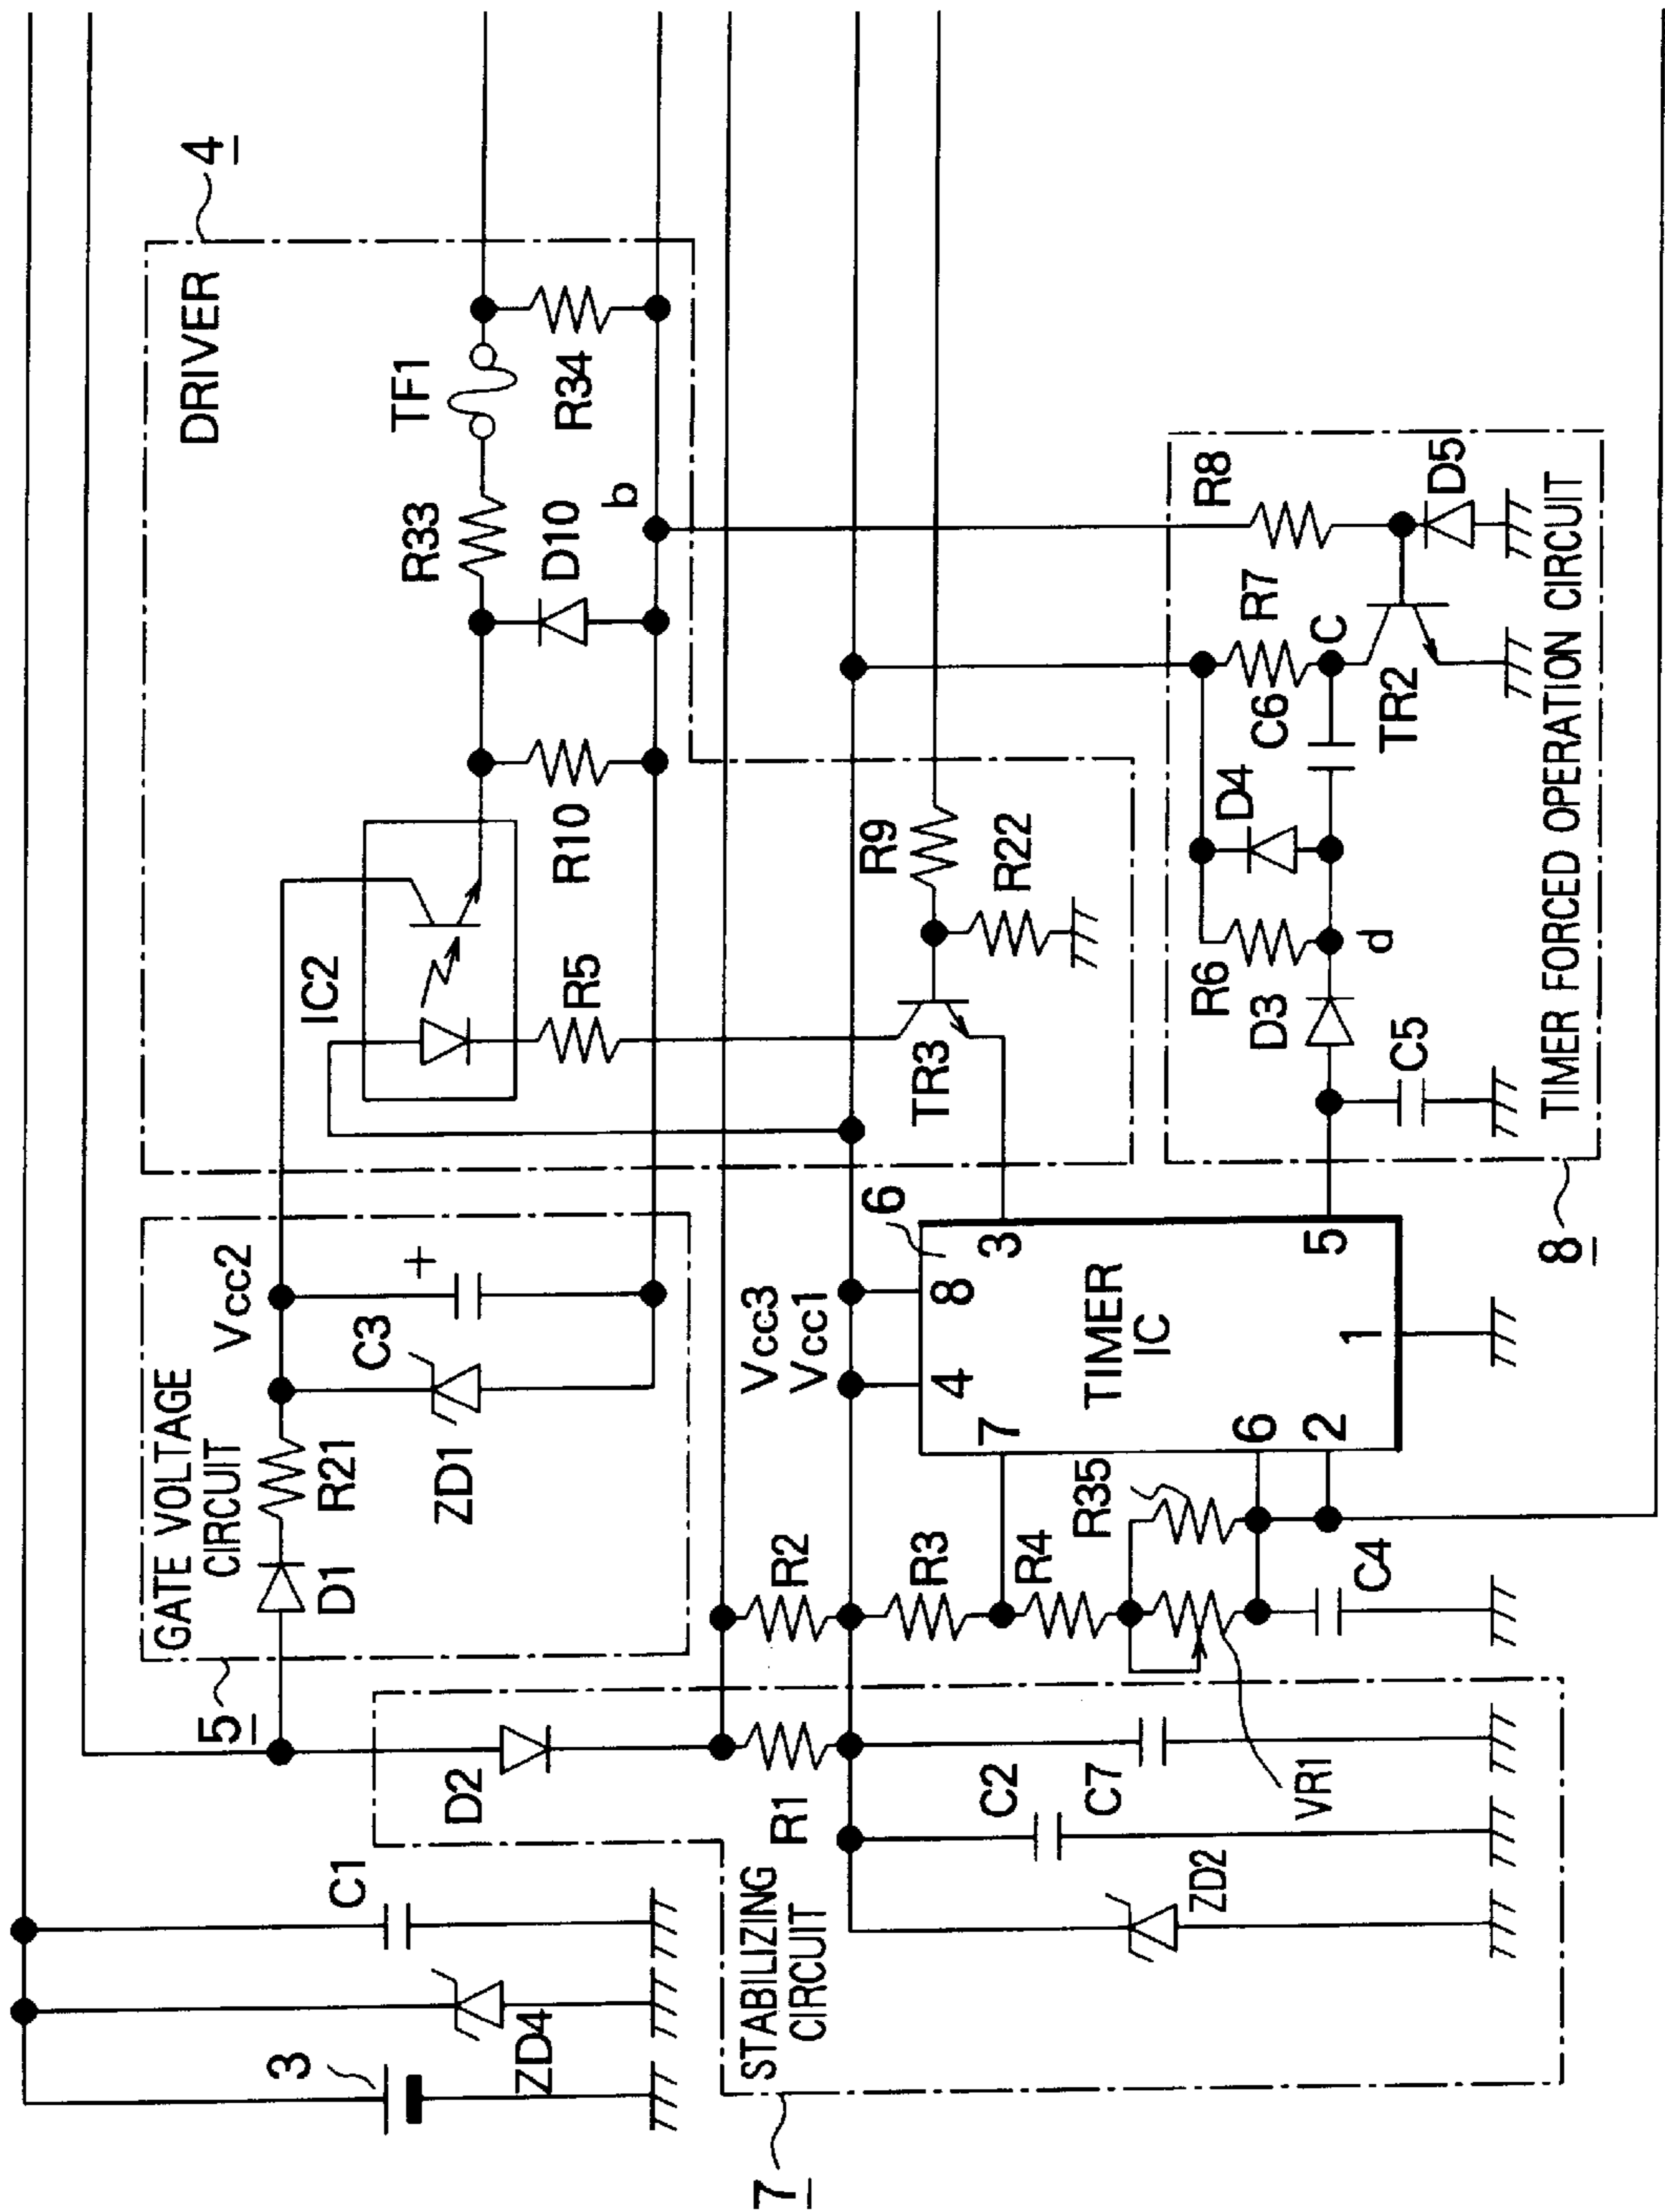 4
DRIVER
TF1
R33
R34
D10
b
IC2
R10
R5
GATE VOLTAGE
CIRCUIT
Vcc2
+
C3
D1
R21
ZD1
5
3
C1
ZD4
D2
R1
R2
STABILIZING
CIRCUIT
7
C2
C7
ZD2
VR1
Vcc3
Vcc1
6
R3
R4
R35
C4
4
8
7
3
TIMER
IC
6
2
1
5
R9
R22
TR3
R8
R7
C
C6
D4
R6
D3
d
C5
TR2
D5
TIMER FORCED OPERATION CIRCUIT
8